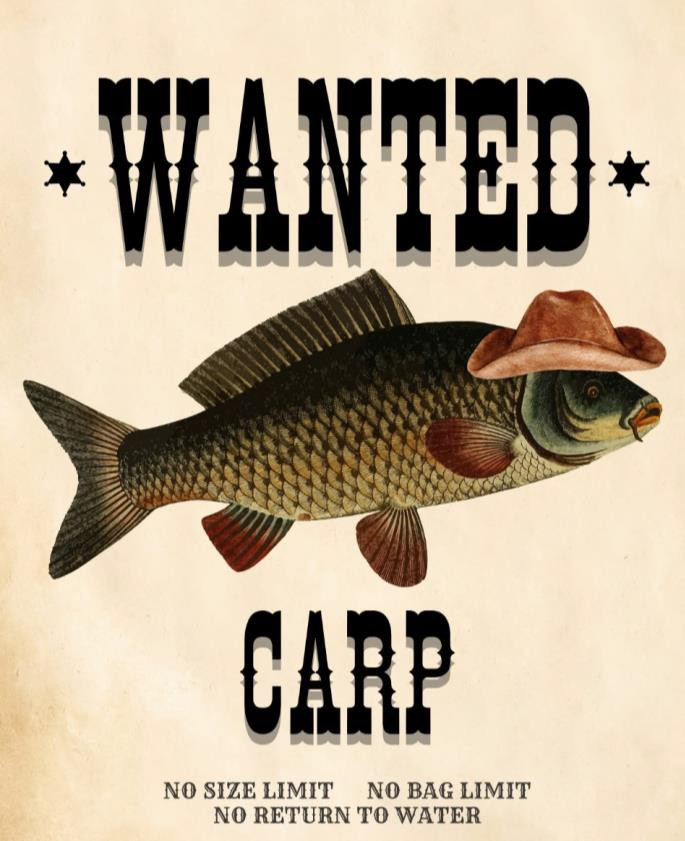 WANTED
CARP
NO SIZE LIMIT NO BAG LIMIT
NO RETURN TO WATER